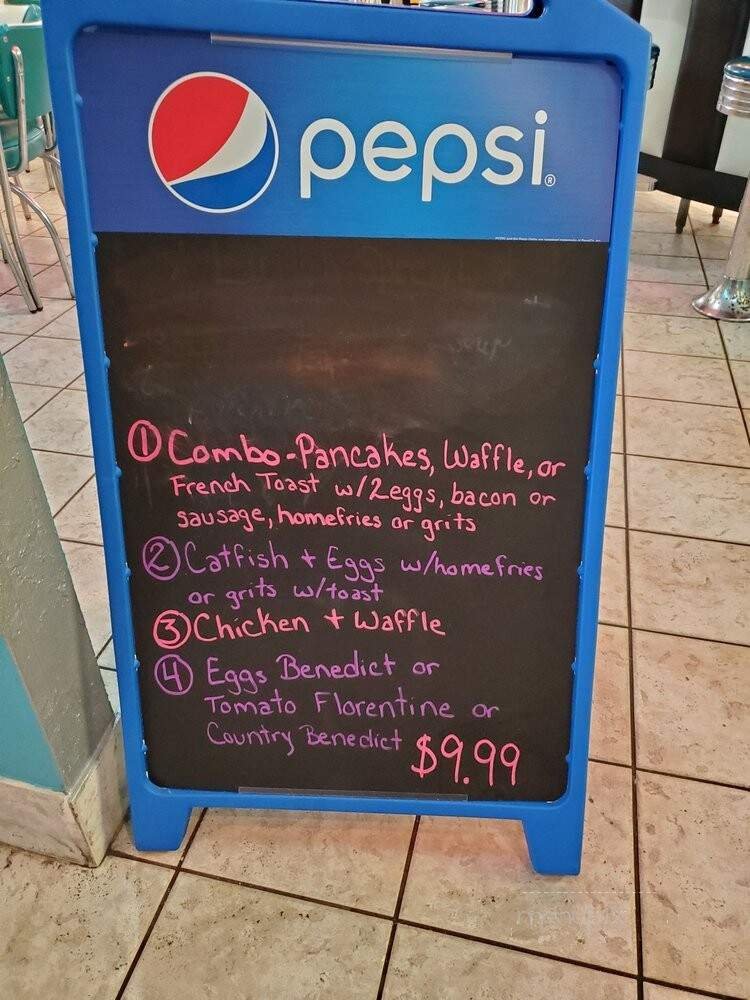 pepsi®
① Combo - Pancakes, Waffle, or
French Toast w/2eggs, bacon or
sausage, homefries or grits
② Catfish + Eggs w/homefries
or grits w/toast
③ Chicken + Waffle
④ Eggs Benedict or
Tomato Florentine or
Country Benedict $9.99